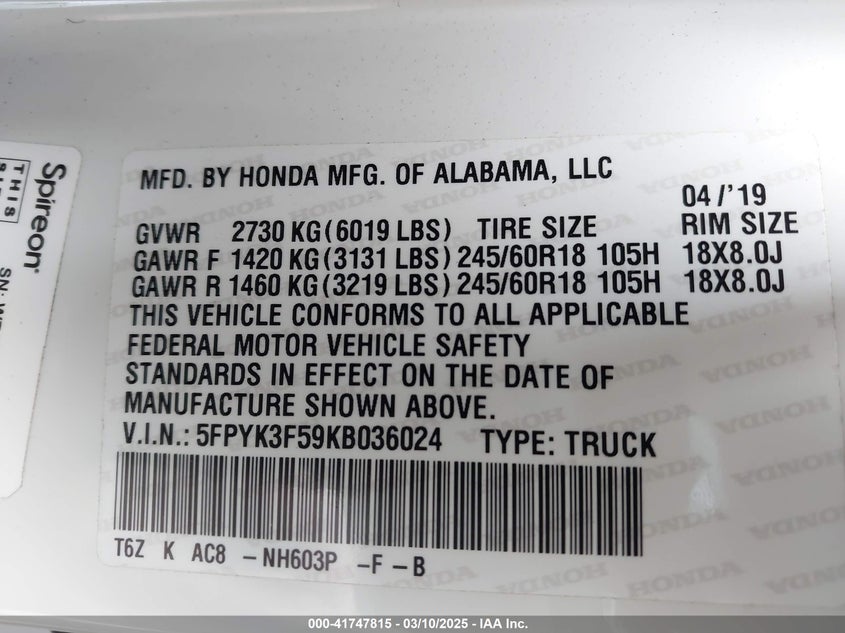 Spireon
THIS
SN:
MFD. BY HONDA MFG. OF ALABAMA, LLC
04/'19
GVWR 2730 KG (6019 LBS) TIRE SIZE RIM SIZE
GAWR F 1420 KG (3131 LBS) 245/60R18 105H 18X8.0J
GAWR R 1460 KG (3219 LBS) 245/60R18 105H 18X8.0J
THIS VEHICLE CONFORMS TO ALL APPLICABLE
FEDERAL MOTOR VEHICLE SAFETY
STANDARDS IN EFFECT ON THE DATE OF
MANUFACTURE SHOWN ABOVE.
V.I.N.: 5FPYK3F59KB036024 TYPE: TRUCK
T6Z K AC8 -NH603P -F -B
000-41747815 — 03/10/2025 — IAA Inc.